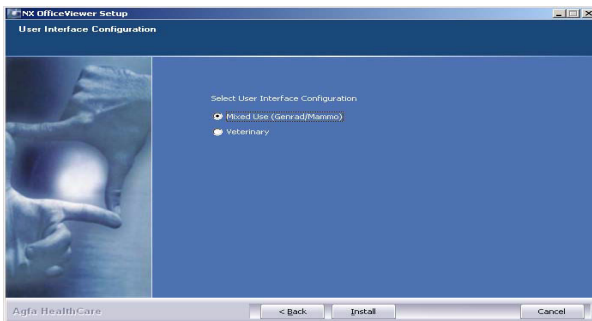 NX OfficeViewer Setup
User Interface Configuration
Select User Interface Configuration
Mixed Use (Genrad/Mammo)
Veterinary
Agfa HealthCare
< Back
Install
Cancel